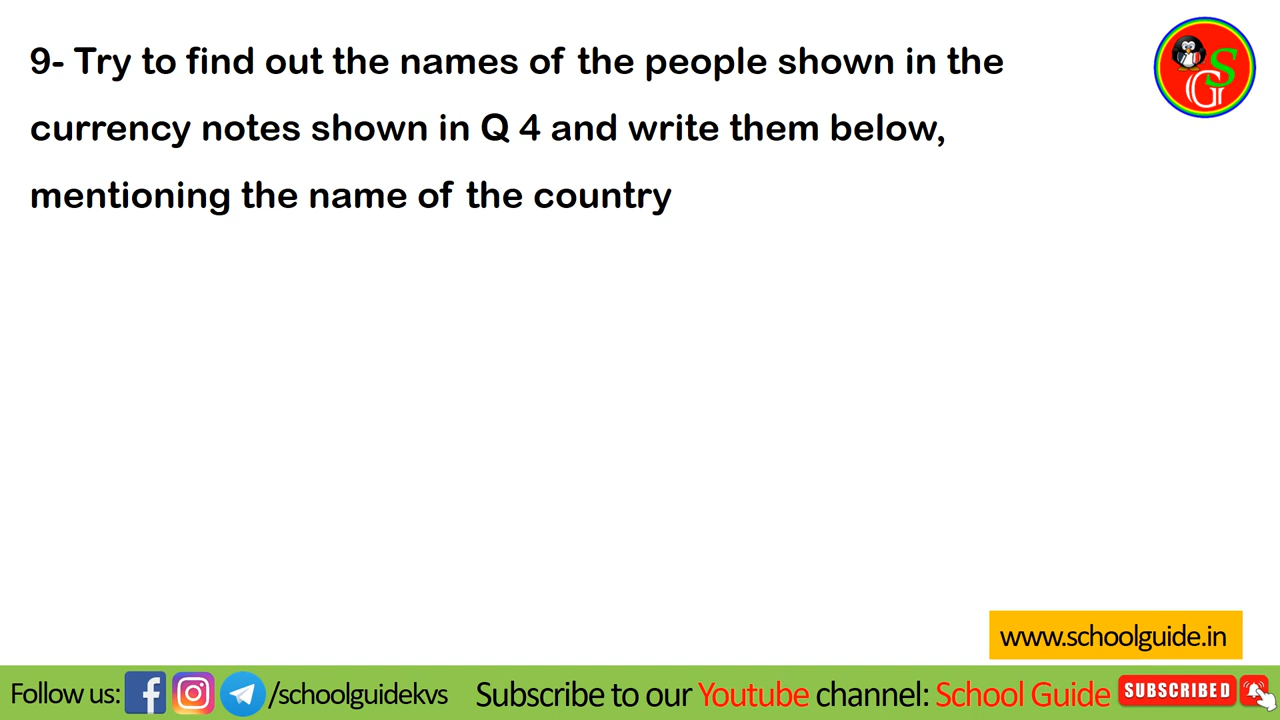 9- Try to find out the names of the people shown in the
currency notes shown in Q 4 and write them below,
mentioning the name of the country
S
G
www.schoolguide.in
Follow us: /schoolguidekvs Subscribe to our Youtube channel: School Guide SUBSCRIBED